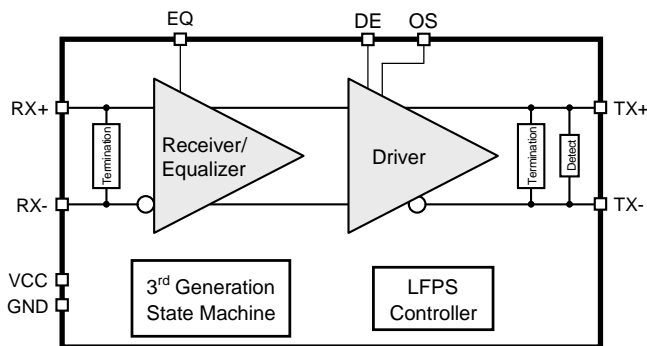 EQ
DE
OS
RX+
Termination
Receiver/
Equalizer
Driver
Termination
Detect
TX+
RX-
TX-
VCC
GND
3rd Generation
State Machine
LFPS
Controller